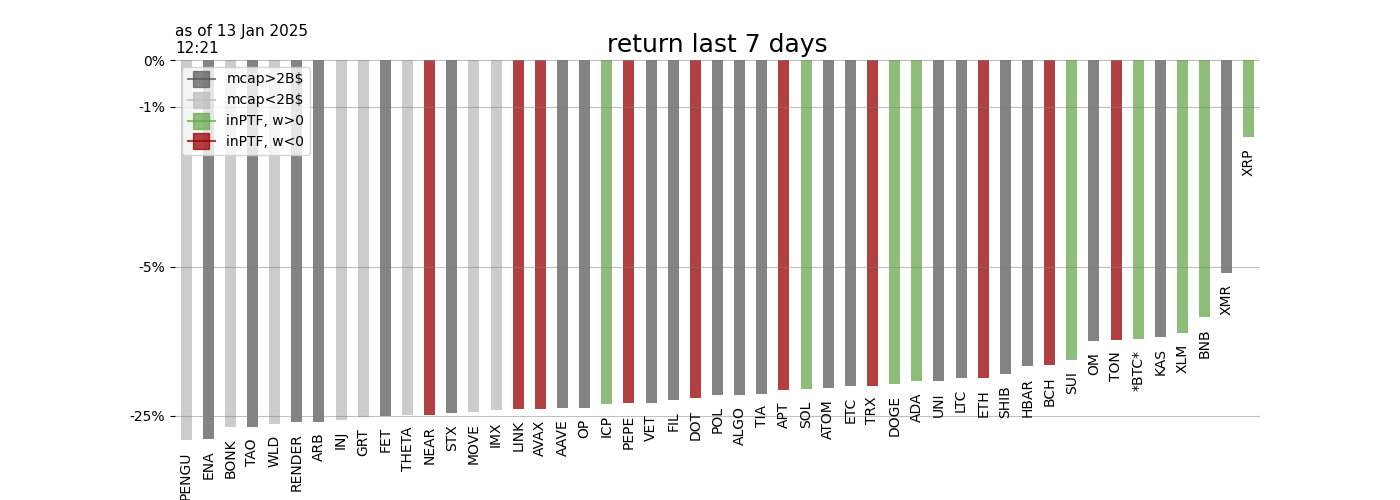 as of 13 Jan 2025
12:21
return last 7 days
0%
-1%
-5%
-25%
mcap>2B$
mcap<2B$
inPTF, w>0
inPTF, w<0
PENGU
ENA
BONK
TAO
WLD
RENDER
ARB
INJ
GRT
FET
THETA
NEAR
STX
MOVE
IMX
LINK
AVAX
AAVE
OP
ICP
PEPE
VET
FIL
DOT
POL
ALGO
TIA
APT
SOL
ATOM
ETC
TRX
DOGE
ADA
UNI
LTC
ETH
SHIB
HBAR
BCH
SUI
OM
TON
*BTC*
KAS
XLM
BNB
XMR
XRP